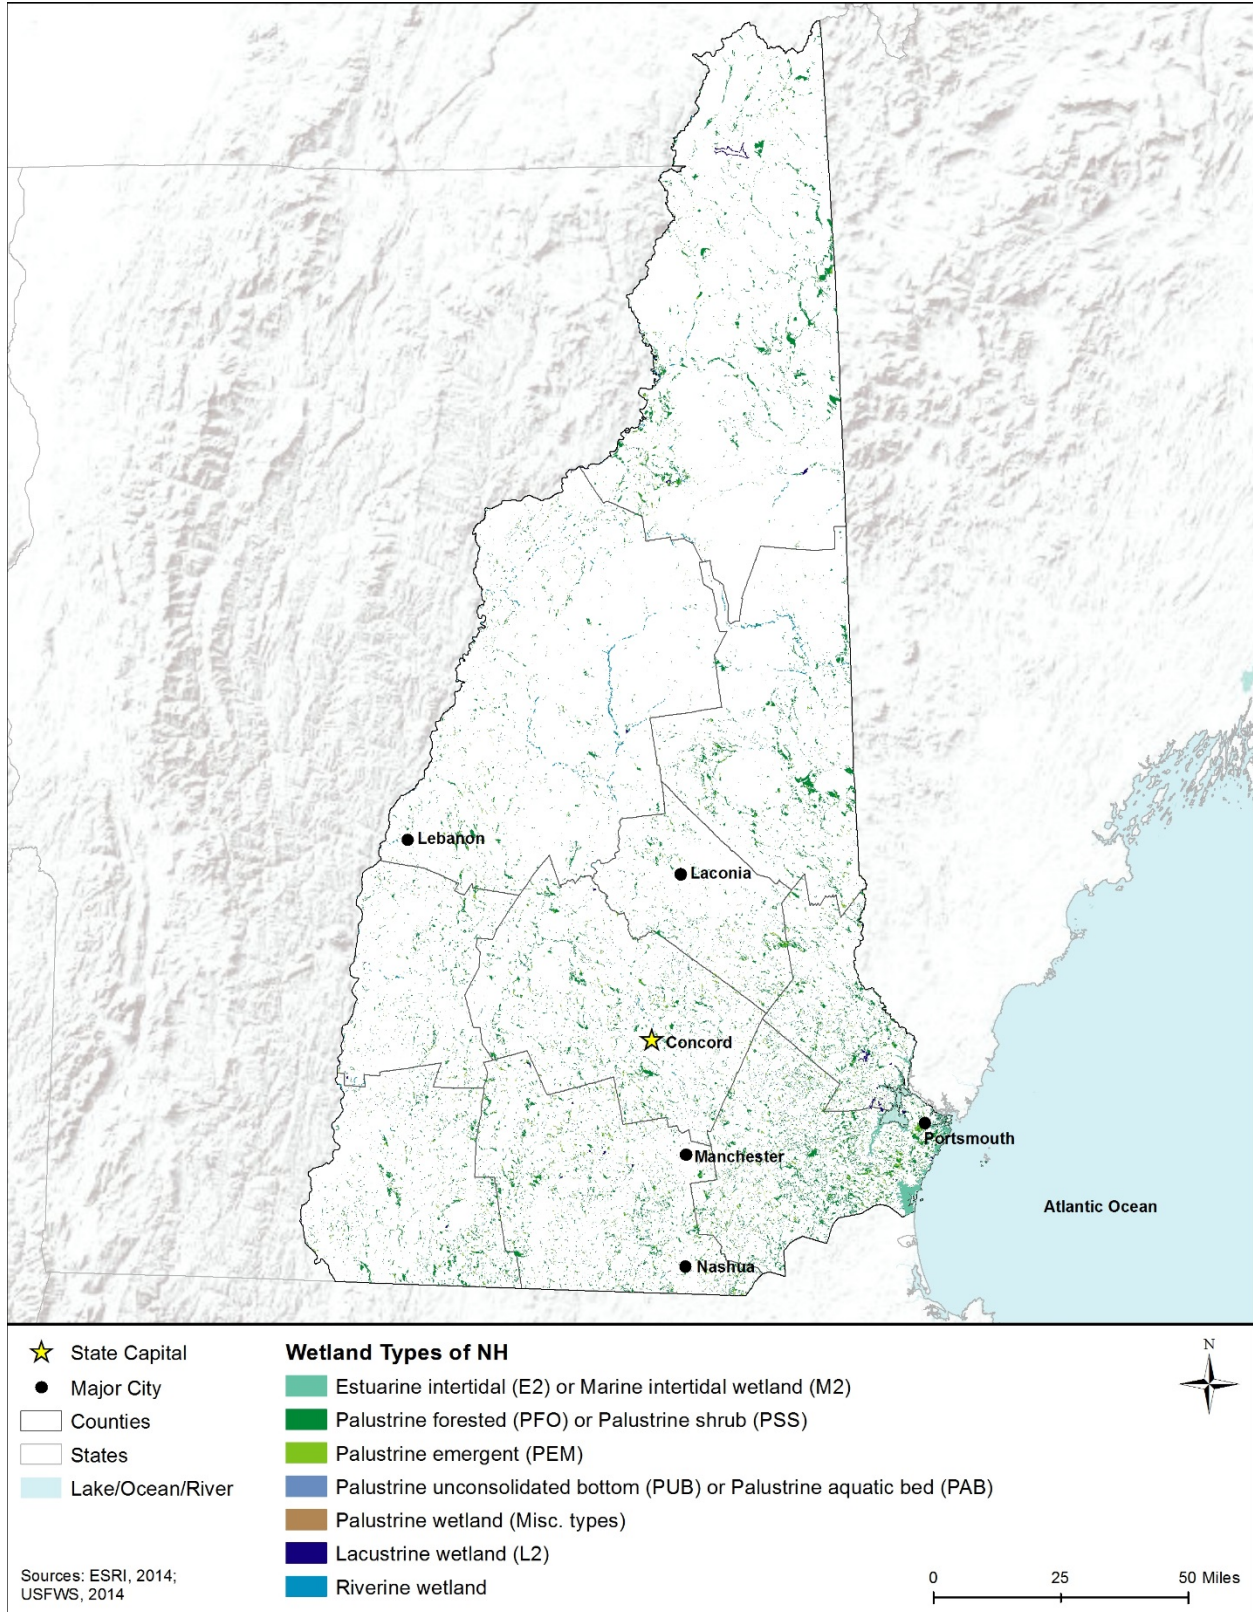 Lebanon
Laconia
Concord
Portsmouth
Manchester
Atlantic Ocean
Nashua
State Capital
Major City
Counties
States
Lake/Ocean/River
Sources: ESRI, 2014;
USFWS, 2014
Wetland Types of NH
Estuarine intertidal (E2) or Marine intertidal wetland (M2)
Palustrine forested (PFO) or Palustrine shrub (PSS)
Palustrine emergent (PEM)
Palustrine unconsolidated bottom (PUB) or Palustrine aquatic bed (PAB)
Palustrine wetland (Misc. types)
Lacustrine wetland (L2)
Riverine wetland
N
0 25 50 Miles